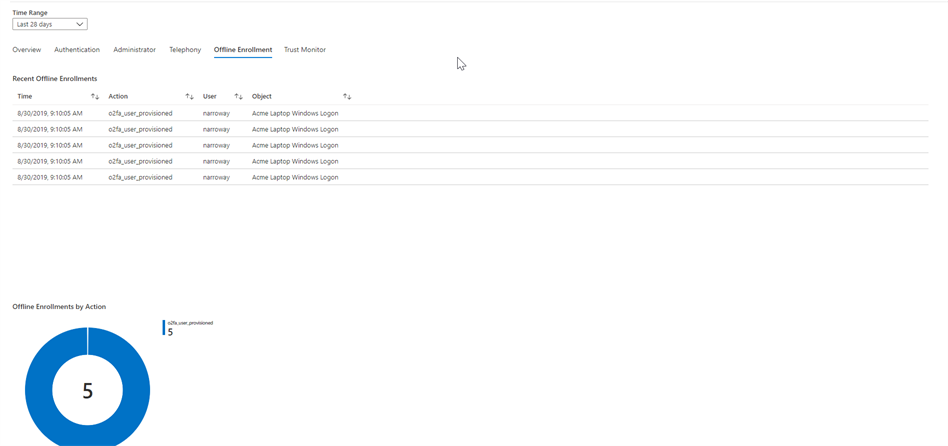 Time Range
Last 28 days
Overview Authentication Administrator Telephony Offline Enrollment Trust Monitor
Recent Offline Enrollments
Time Action User Object
8/30/2019, 9:10:05 AM o2fa_user_provisioned narroway Acme Laptop Windows Logon
8/30/2019, 9:10:05 AM o2fa_user_provisioned narroway Acme Laptop Windows Logon
8/30/2019, 9:10:05 AM o2fa_user_provisioned narroway Acme Laptop Windows Logon
8/30/2019, 9:10:05 AM o2fa_user_provisioned narroway Acme Laptop Windows Logon
8/30/2019, 9:10:05 AM o2fa_user_provisioned narroway Acme Laptop Windows Logon
Offline Enrollments by Action
o2fa_user_provisioned
5
5